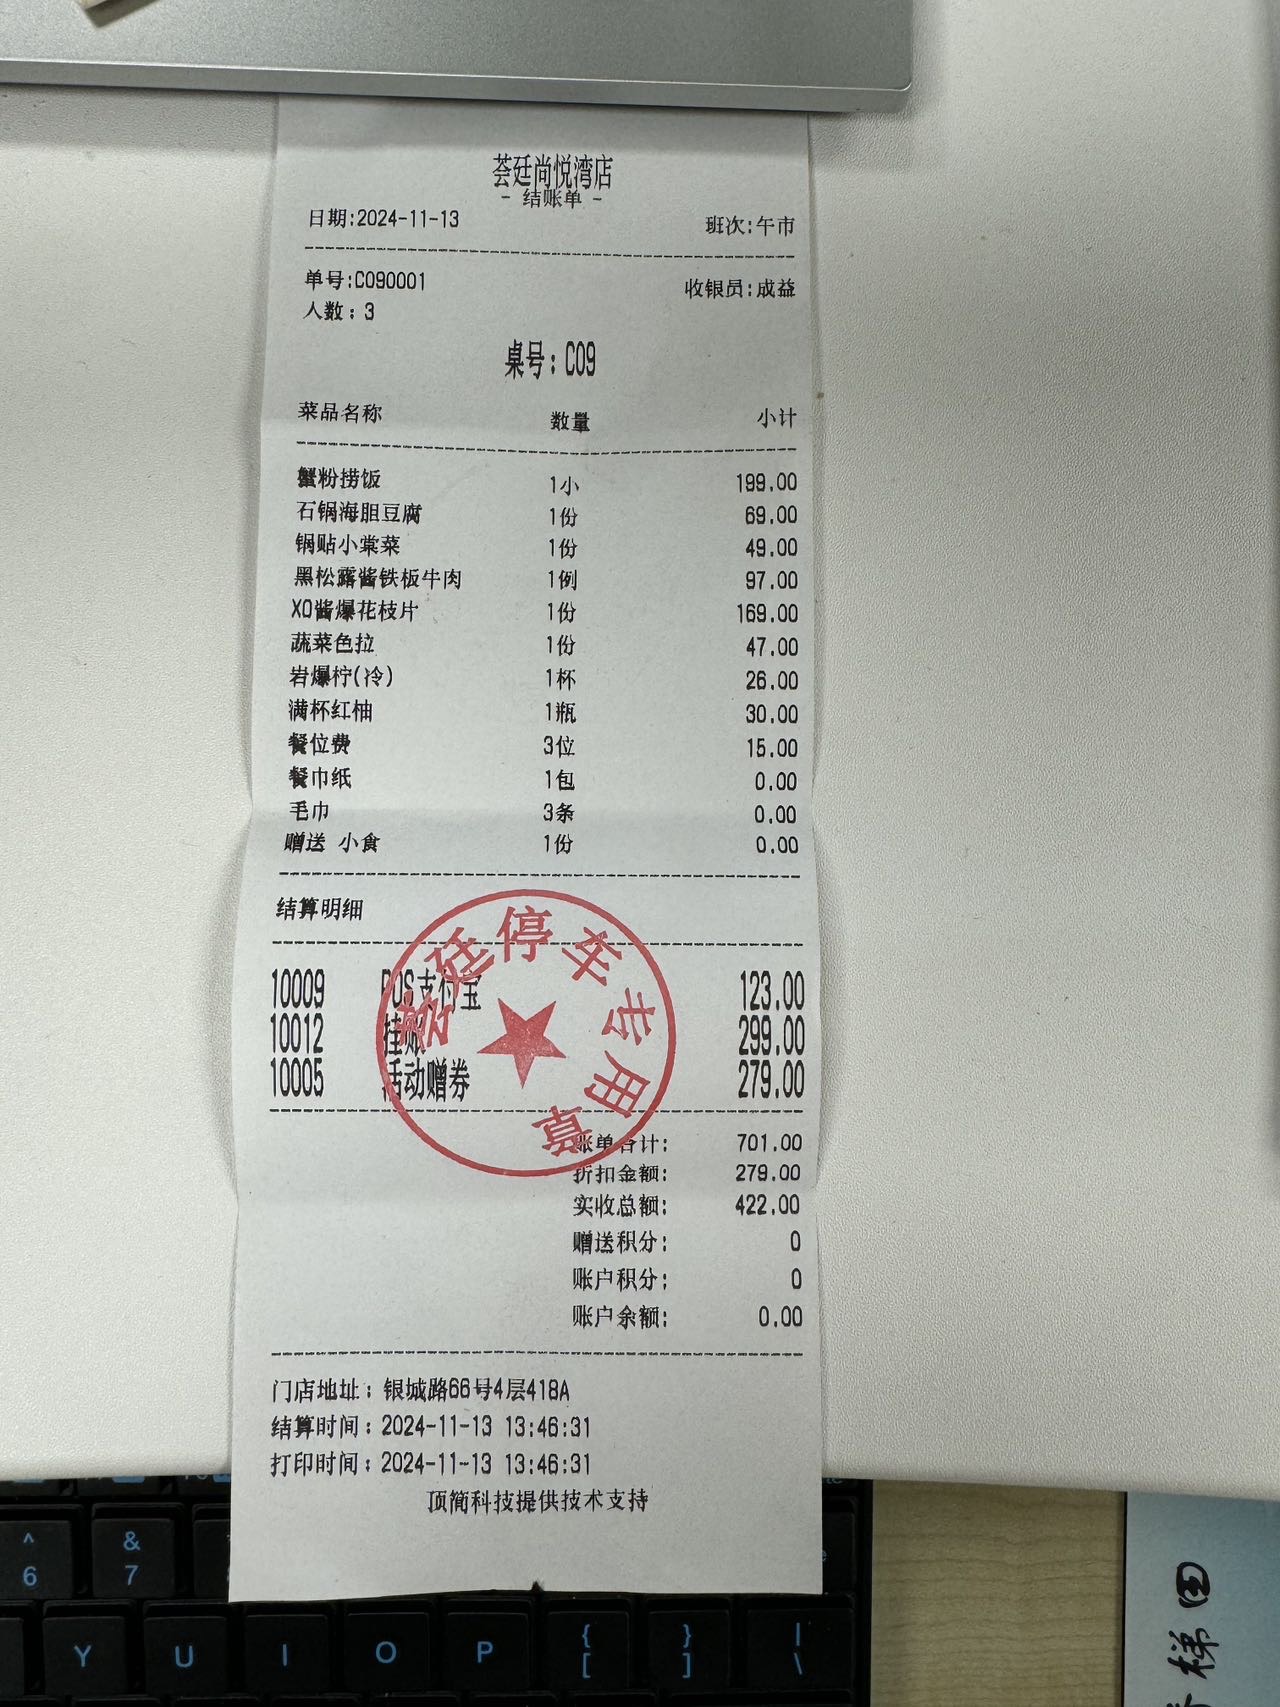 荟廷尚悦湾店
- 结账单 -
日期:2024-11-13 班次:午市
单号:C090001 收银员:成益
人数:3
桌号:C09
菜品名称 数量 小计
蟹粉捞饭 1小 199.00
石锅海胆豆腐 1份 69.00
锅贴小棠菜 1份 49.00
黑松露酱铁板牛肉 1例 97.00
XO酱爆花枝片 1份 169.00
蔬菜色拉 1份 47.00
岩爆柠(冷) 1杯 26.00
满杯红柚 1瓶 30.00
餐位费 3位 15.00
餐巾纸 1包 0.00
毛巾 3条 0.00
赠送 小食 1份 0.00
结算明细
荟廷停车专用章
10009 POS支付宝 123.00
10012 挂账 299.00
10005 活动赠券 279.00
账单合计: 701.00
折扣金额: 279.00
实收总额: 422.00
赠送积分: 0
账户积分: 0
账户余额: 0.00
门店地址:银城路66号4层418A
结算时间:2024-11-13 13:46:31
打印时间:2024-11-13 13:46:31
顶简科技提供技术支持
^ &
6 7
Y U I O P { [ } ] | \